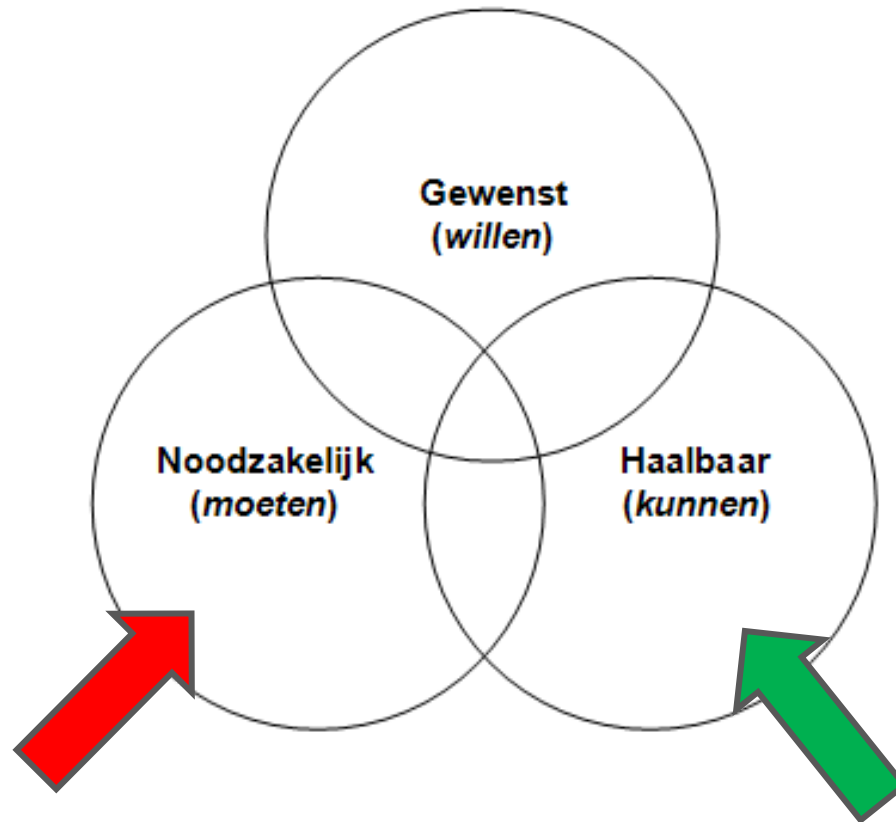 Gewenst
(willen)
Noodzakelijk
(moeten)
Haalbaar
(kunnen)